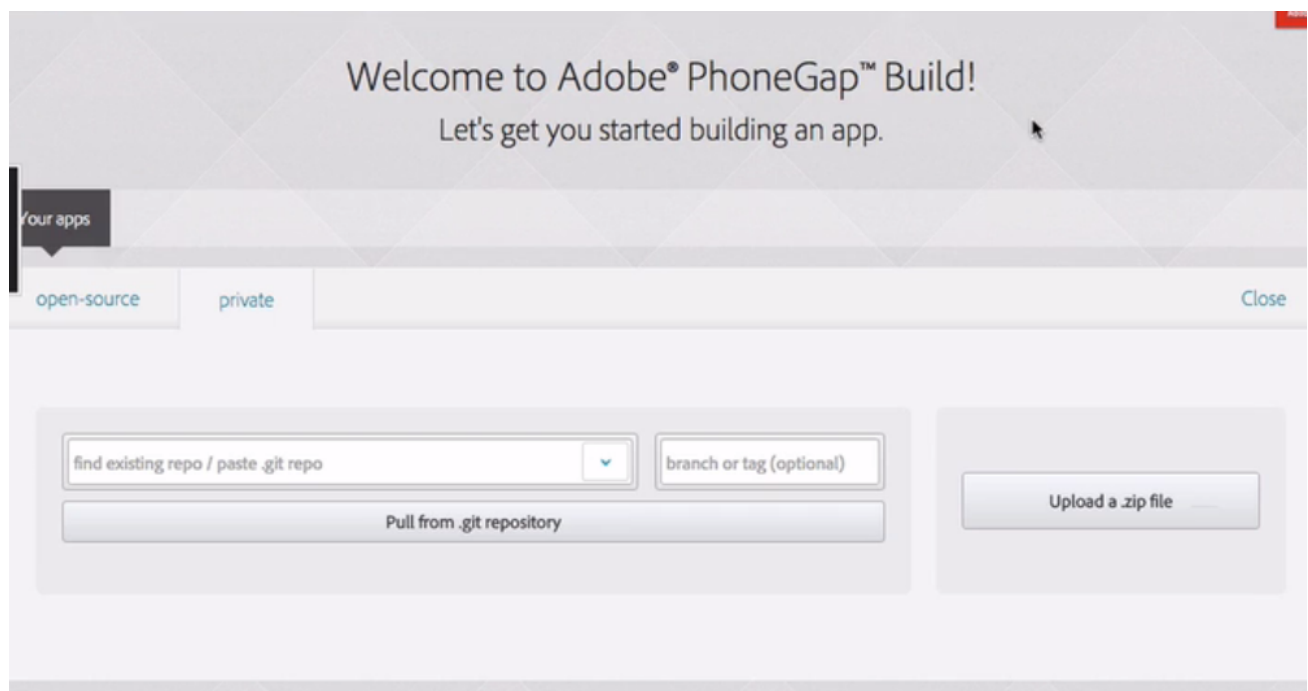 Welcome to Adobe® PhoneGap™ Build!
Let's get you started building an app.
Your apps
open-source
private
Close
find existing repo / paste .git repo
branch or tag (optional)
Pull from .git repository
Upload a .zip file